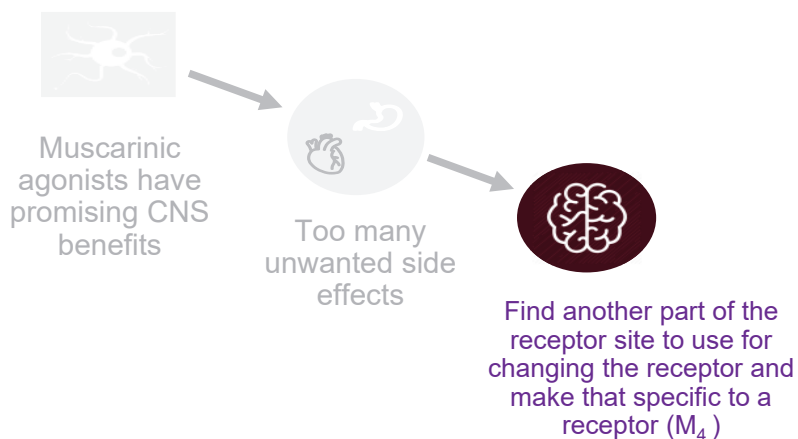 Muscarinic
agonists have
promising CNS
benefits
Too many
unwanted side
effects
Find another part of the
receptor site to use for
changing the receptor and
make that specific to a
receptor (M₄ )